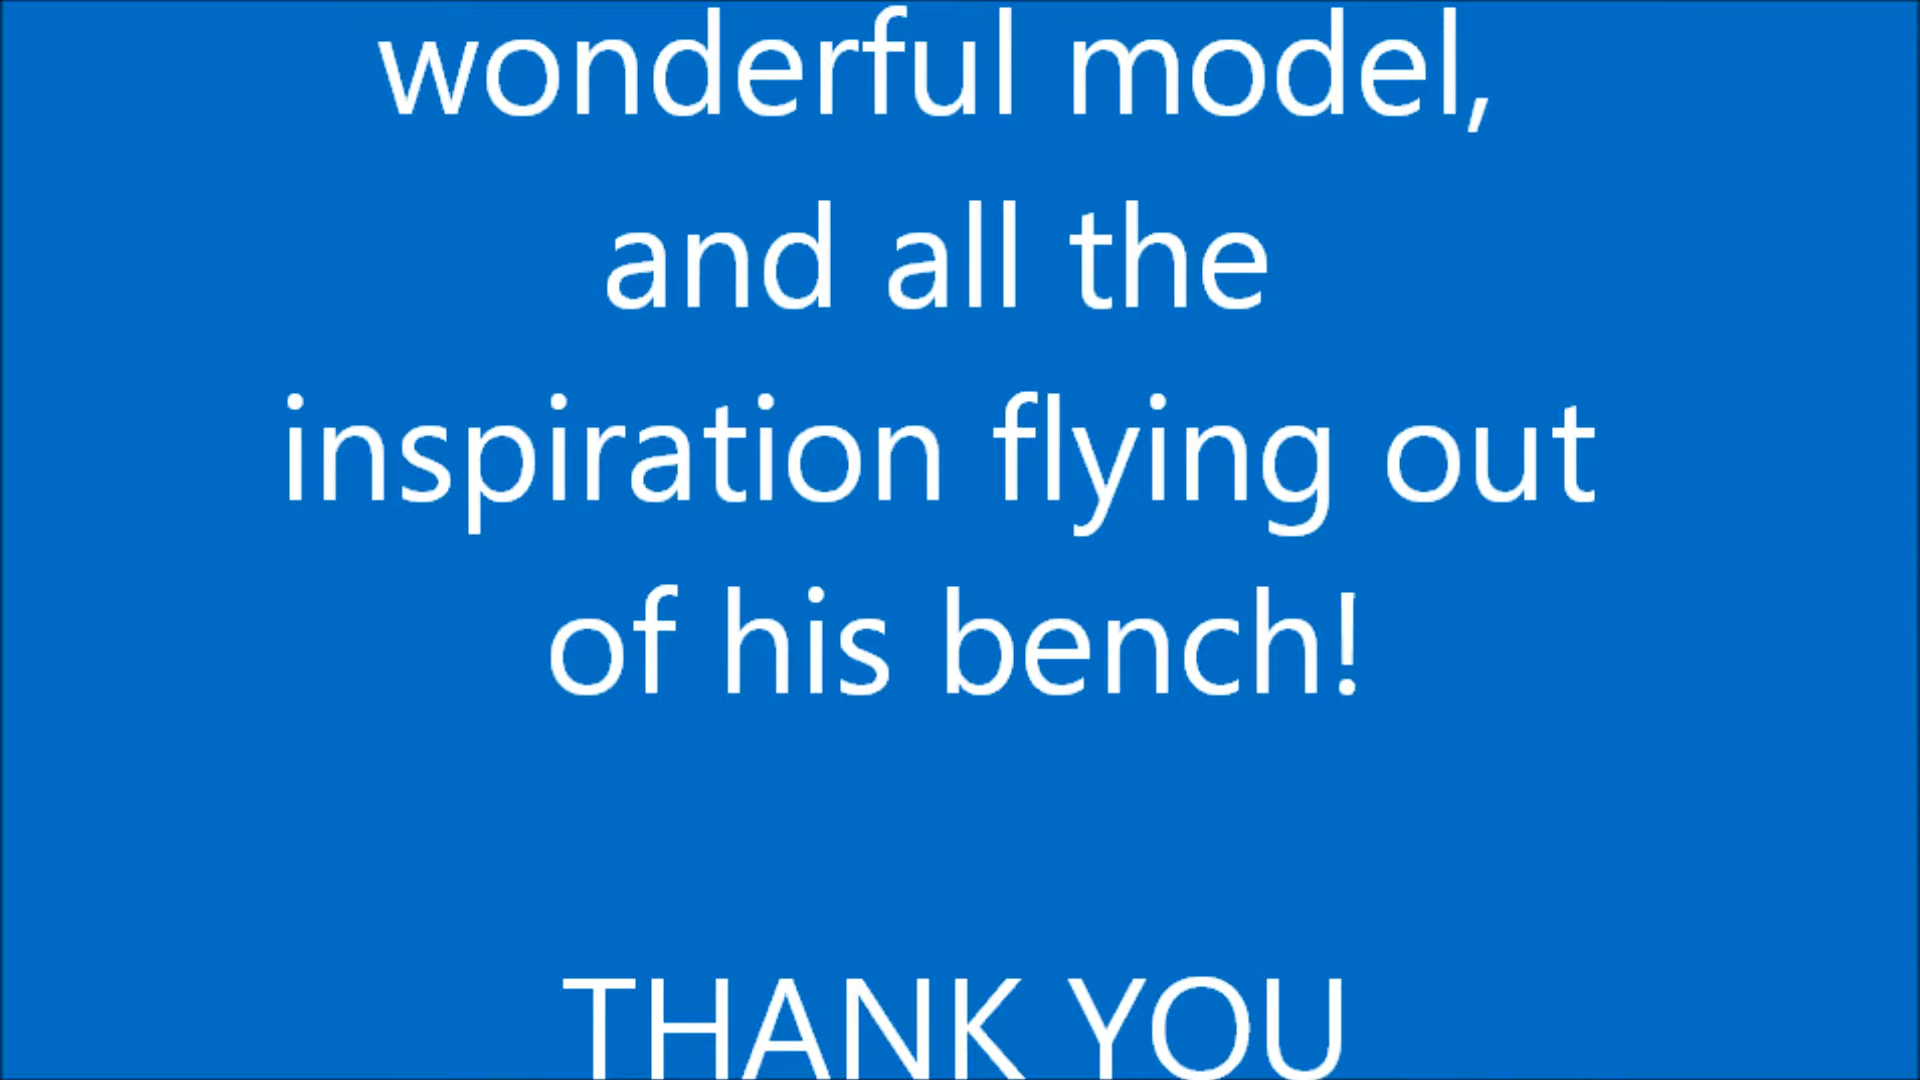 wonderful model,
and all the
inspiration flying out
of his bench!
THANK YOU